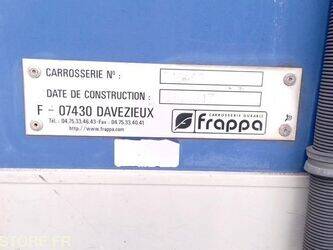 CARROSSERIE N° :
DATE DE CONSTRUCTION :
F - 07430 DAVEZIEUX
Tél. : 04.75.33.46.43 - Fax : 04.75.33.40.41
http://www.frappa.com
CARROSSERIE DURABLE
frappa
STORE FR